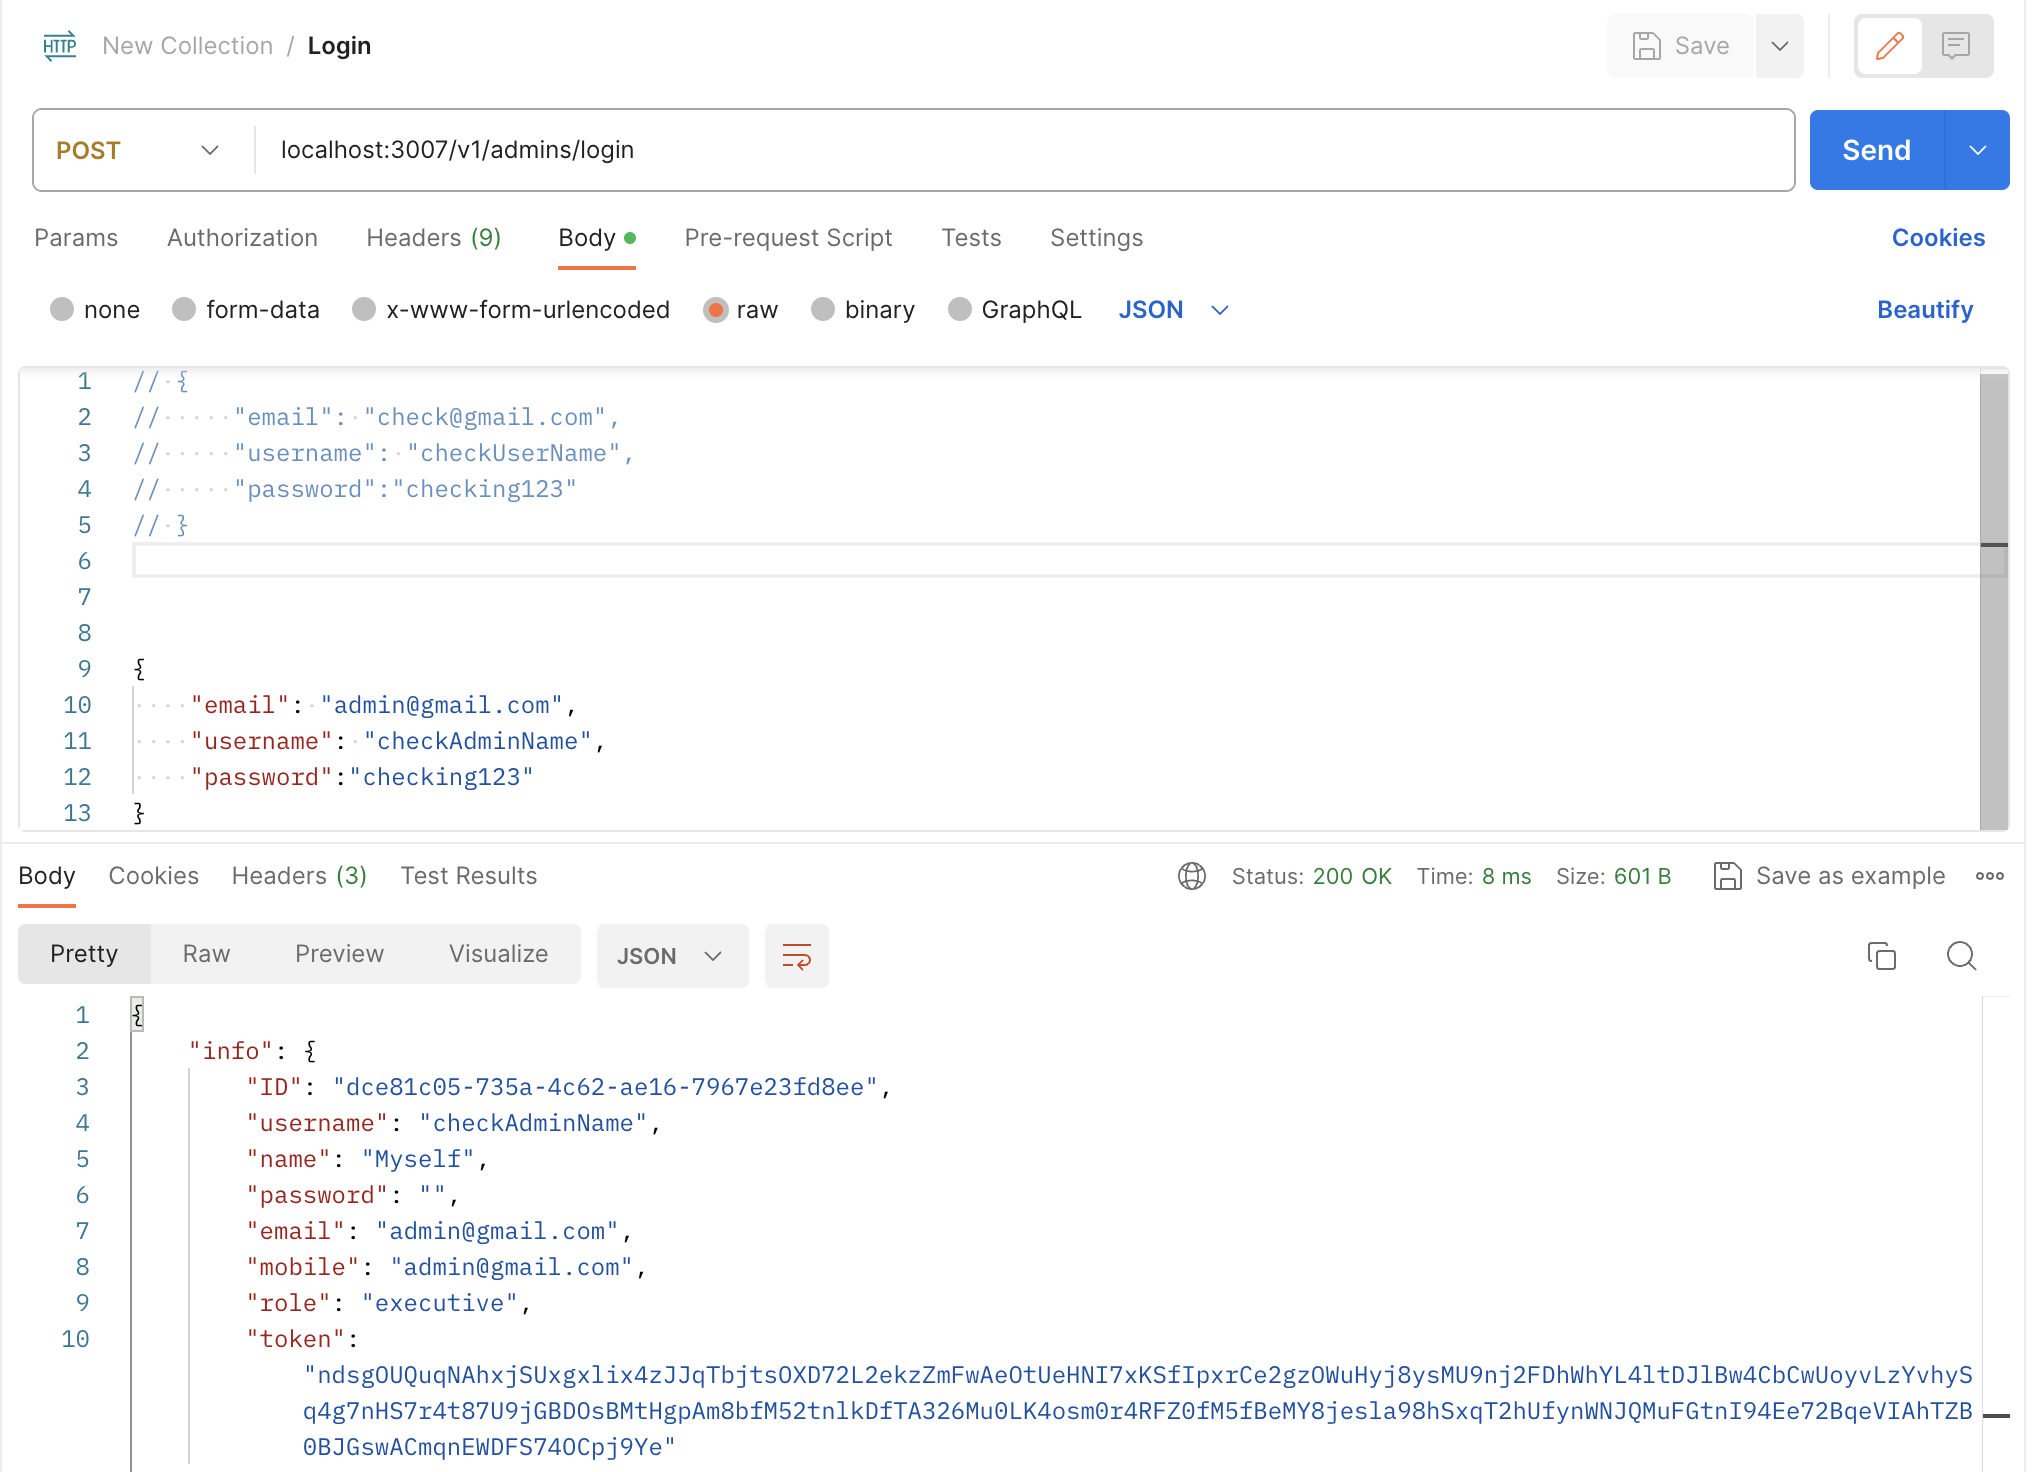 HTTP New Collection / Login Save
POST localhost:3007/v1/admins/login Send
Params Authorization Headers (9) Body Pre-request Script Tests Settings Cookies
none form-data x-www-form-urlencoded raw binary GraphQL JSON Beautify
1 // {
2 // "email": "check@gmail.com",
3 // "username": "checkUserName",
4 // "password":"checking123"
5 // }
6
7
8
9 {
10 "email": "admin@gmail.com",
11 "username": "checkAdminName",
12 "password":"checking123"
13 }
Body Cookies Headers (3) Test Results Status: 200 OK Time: 8 ms Size: 601 B Save as example
Pretty Raw Preview Visualize JSON
1 {
2 "info": {
3 "ID": "dce81c05-735a-4c62-ae16-7967e23fd8ee",
4 "username": "checkAdminName",
5 "name": "Myself",
6 "password": "",
7 "email": "admin@gmail.com",
8 "mobile": "admin@gmail.com",
9 "role": "executive",
10 "token":
"ndsgOUQuqNAhxjSUxgxlix4zJJqTbjtsOXD72L2ekzZmFwAeOtUeHNI7xKSfIpxrCe2gzOWuHyj8ysMU9nj2FDhWhYL4ltDJlBw4CbCwUoyvLzYvhyS
q4g7nHS7r4t87U9jGBDOsBMtHgpAm8bfM52tnlkDfTA326Mu0LK4osm0r4RFZ0fM5fBeMY8jesla98hSxqT2hUfynWNJQMuFGtnI94Ee72BqeVIAhTZB
0BJGswACmqnEWDFS74OCpj9Ye"